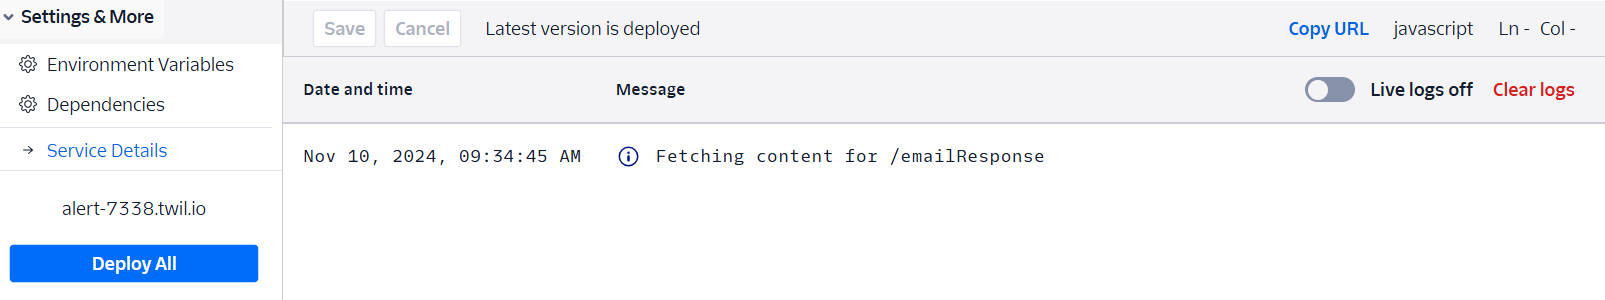 Settings & More
Environment Variables
Dependencies
Service Details
alert-7338.twil.io
Deploy All
Save Cancel Latest version is deployed Copy URL javascript Ln - Col -
Date and time Message Live logs off Clear logs
Nov 10, 2024, 09:34:45 AM Fetching content for /emailResponse